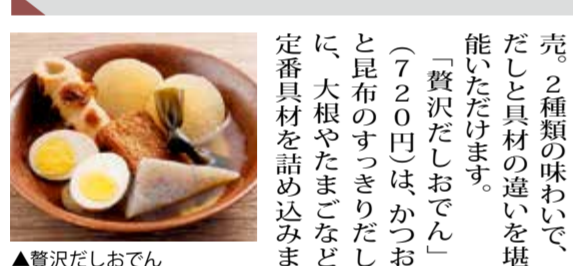 売。２種類の味わいで、
だしと具材の違いを堪
能いただけます。
「贅沢だしおでん」
（７２０円）は、かつお
と昆布のすっきりだし
に、大根やたまごなど
定番具材を詰め込みま
▲贅沢だしおでん